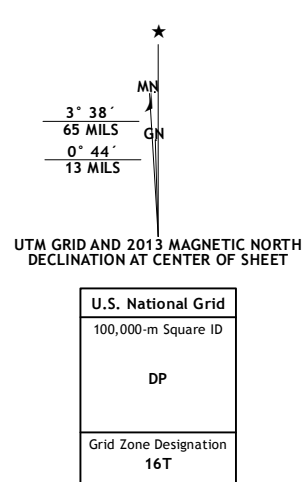 ★
MN
3° 38´
65 MILS
GN
0° 44´
13 MILS
UTM GRID AND 2013 MAGNETIC NORTH
DECLINATION AT CENTER OF SHEET
U.S. National Grid
100,000-m Square ID
DP
Grid Zone Designation
16T